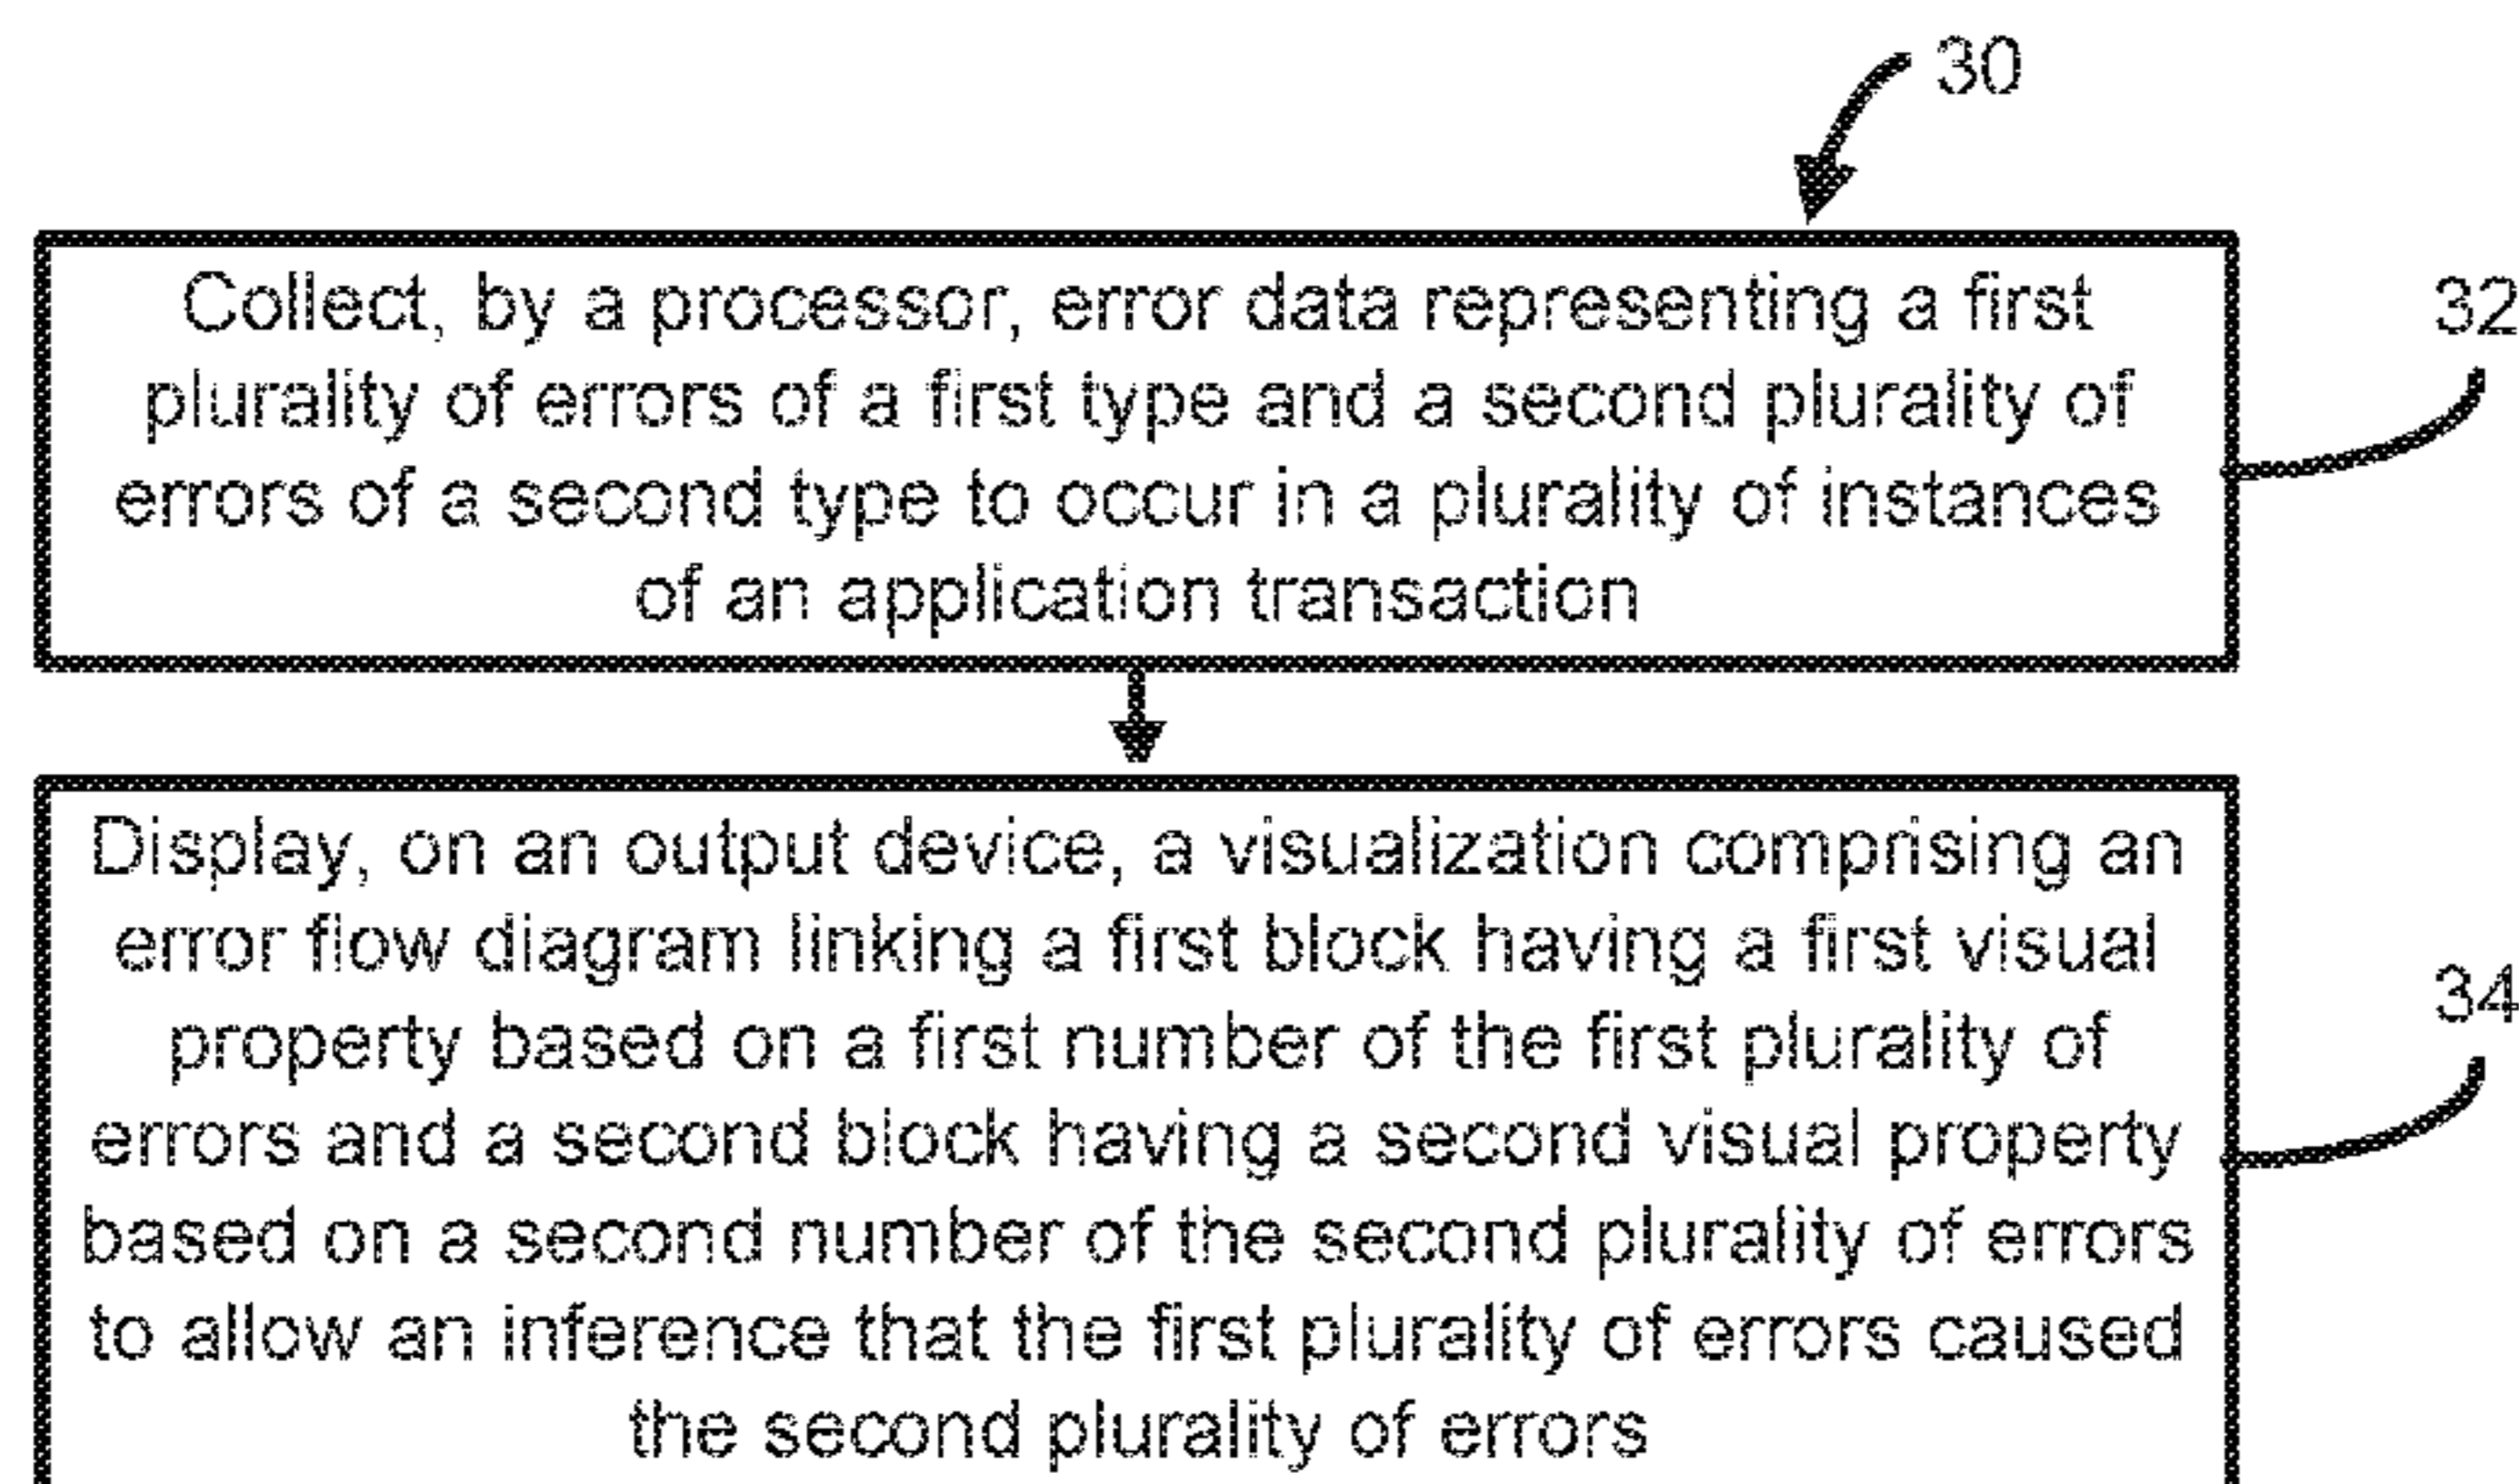 30
Collect, by a processor, error data representing a first
plurality of errors of a first type and a second plurality of
errors of a second type to occur in a plurality of instances
of an application transaction
32
Display, on an output device, a visualization comprising an
error flow diagram linking a first block having a first visual
property based on a first number of the first plurality of
errors and a second block having a second visual property
based on a second number of the second plurality of errors
to allow an inference that the first plurality of errors caused
the second plurality of errors
34